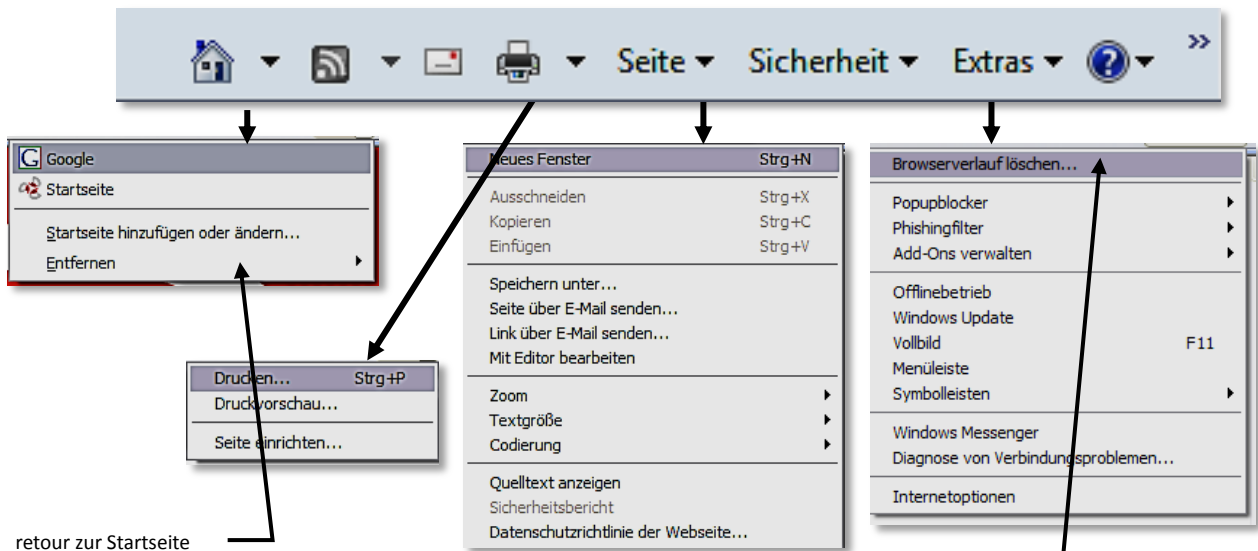 Seite Sicherheit Extras
Google
Startseite
Startseite hinzufügen oder ändern...
Entfernen
Drucken... Strg+P
Druckvorschau...
Seite einrichten...
Neues Fenster Strg+N
Ausschneiden Strg+X
Kopieren Strg+C
Einfügen Strg+V
Speichern unter...
Seite über E-Mail senden...
Link über E-Mail senden...
Mit Editor bearbeiten
Zoom
Textgröße
Codierung
Quelltext anzeigen
Sicherheitsbericht
Datenschutzrichtlinie der Webseite...
Browserverlauf löschen...
Popupblocker
Phishingfilter
Add-Ons verwalten
Offlinebetrieb
Windows Update
Vollbild F11
Menüleiste
Symbolleisten
Windows Messenger
Diagnose von Verbindungsproblemen...
Internetoptionen
retour zur Startseite